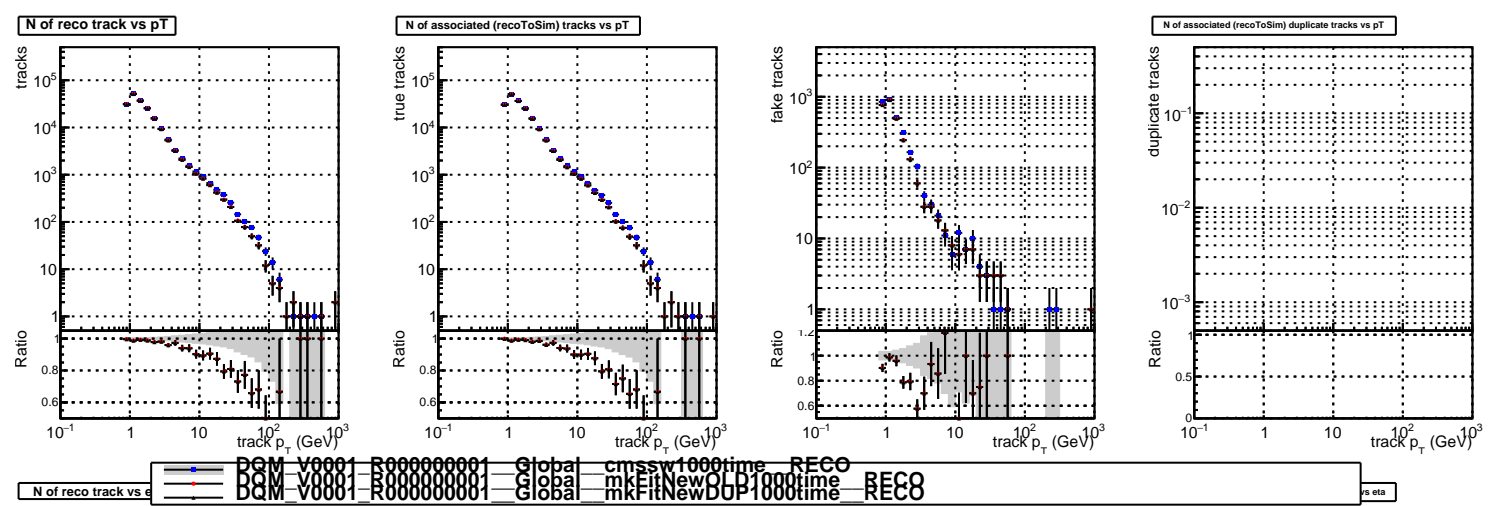 N of reco track vs pT
tracks
10^5
10^4
10^3
10^2
10
1
Ratio
1
0.8
0.6
10^−1 1 10 10^2 10^3
track p_T (GeV)
N of associated (recoToSim) tracks vs pT
true tracks
10^5
10^4
10^3
10^2
10
1
Ratio
1
0.8
0.6
10^−1 1 10 10^2 10^3
track p_T (GeV)
fake tracks
10^3
10^2
10
1
Ratio
1.2
1
0.8
0.6
10^−1 1 10 10^2 10^3
track p_T (GeV)
N of associated (recoToSim) duplicate tracks vs pT
duplicate tracks
10^−1
10^−2
10^−3
Ratio
1
0.5
0
10^−1 1 10 10^2 10^3
track p_T (GeV)
DQM_V0001_R000000001__Global__cmssw1000time__RECO
DQM_V0001_R000000001__Global__mkFitNewOLD1000time__RECO
DQM_V0001_R000000001__Global__mkFitNewDUP1000time__RECO
N of reco track vs e
vs eta